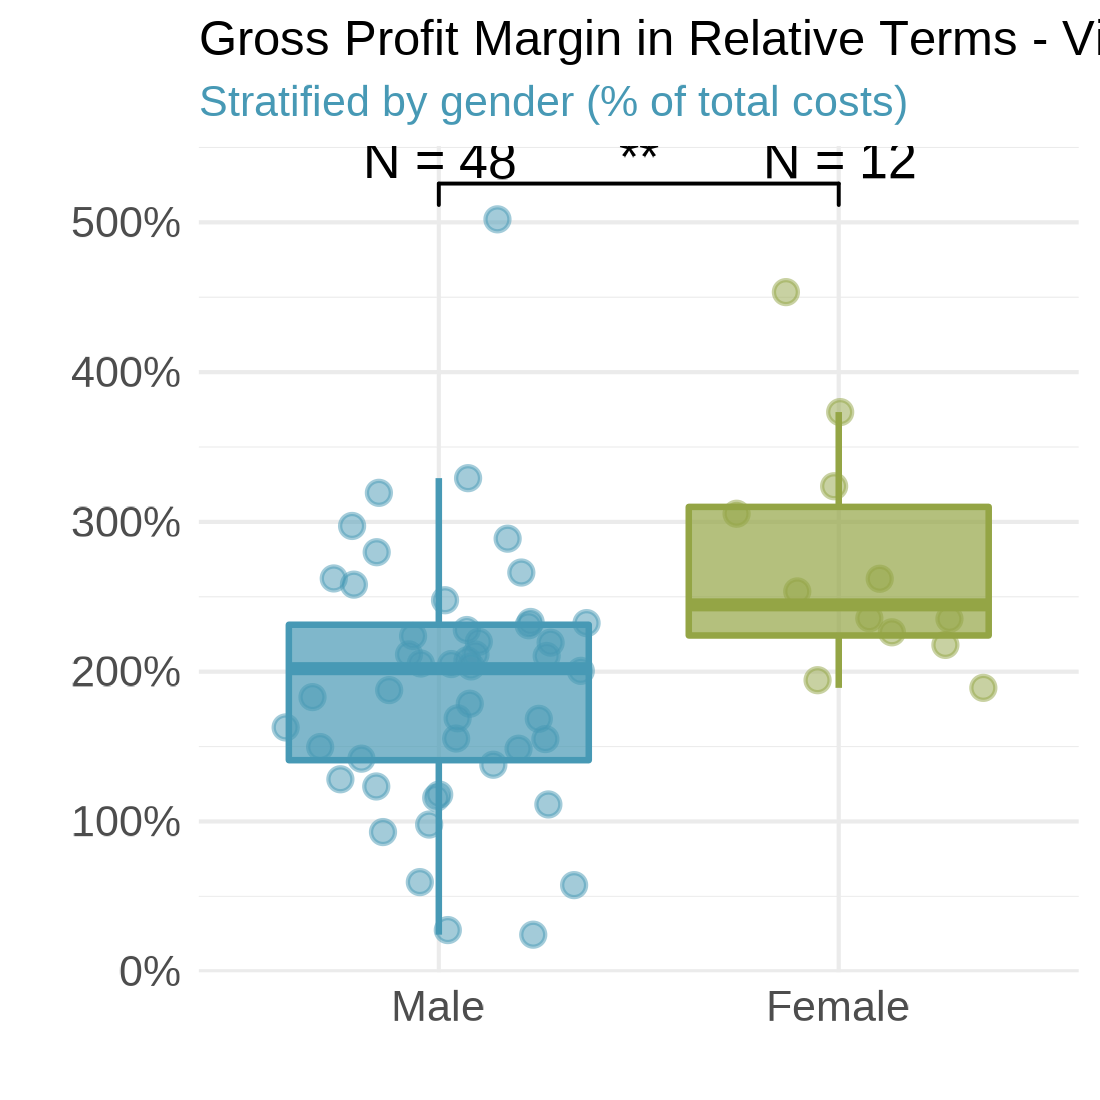 Gross Profit Margin in Relative Terms - Vi
Stratified by gender (% of total costs)
N = 48 ** N = 12
500%
400%
300%
200%
100%
0%
Male Female